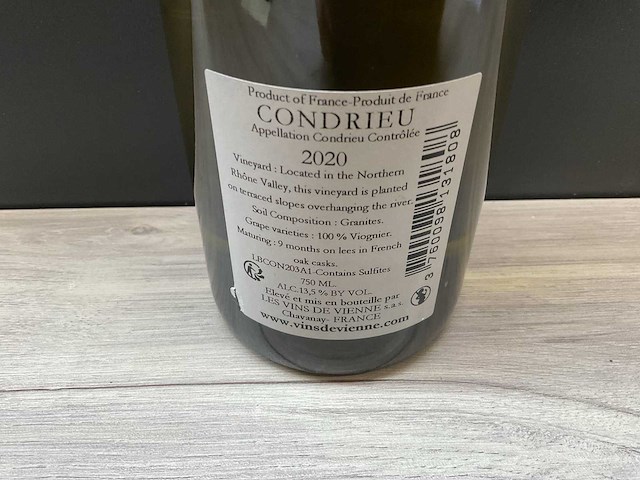 Product of France-Produit de France
CONDRIEU
Appellation Condrieu Contrôlée
2020
Vineyard : Located in the Northern
Rhône Valley, this vineyard is planted
on terraced slopes overhanging the river.
Soil Composition : Granites.
Grape varieties : 100 % Viognier.
Maturing : 9 months on lees in French
oak casks.
LBCON203A1-Contains Sulfites
750 ML.
ALC.13,5 % BY VOL.
Elevé et mis en bouteille par
LES VINS DE VIENNE s.a.s.
Chavanay- FRANCE
www.vinsdevienne.com
3 760098 131808